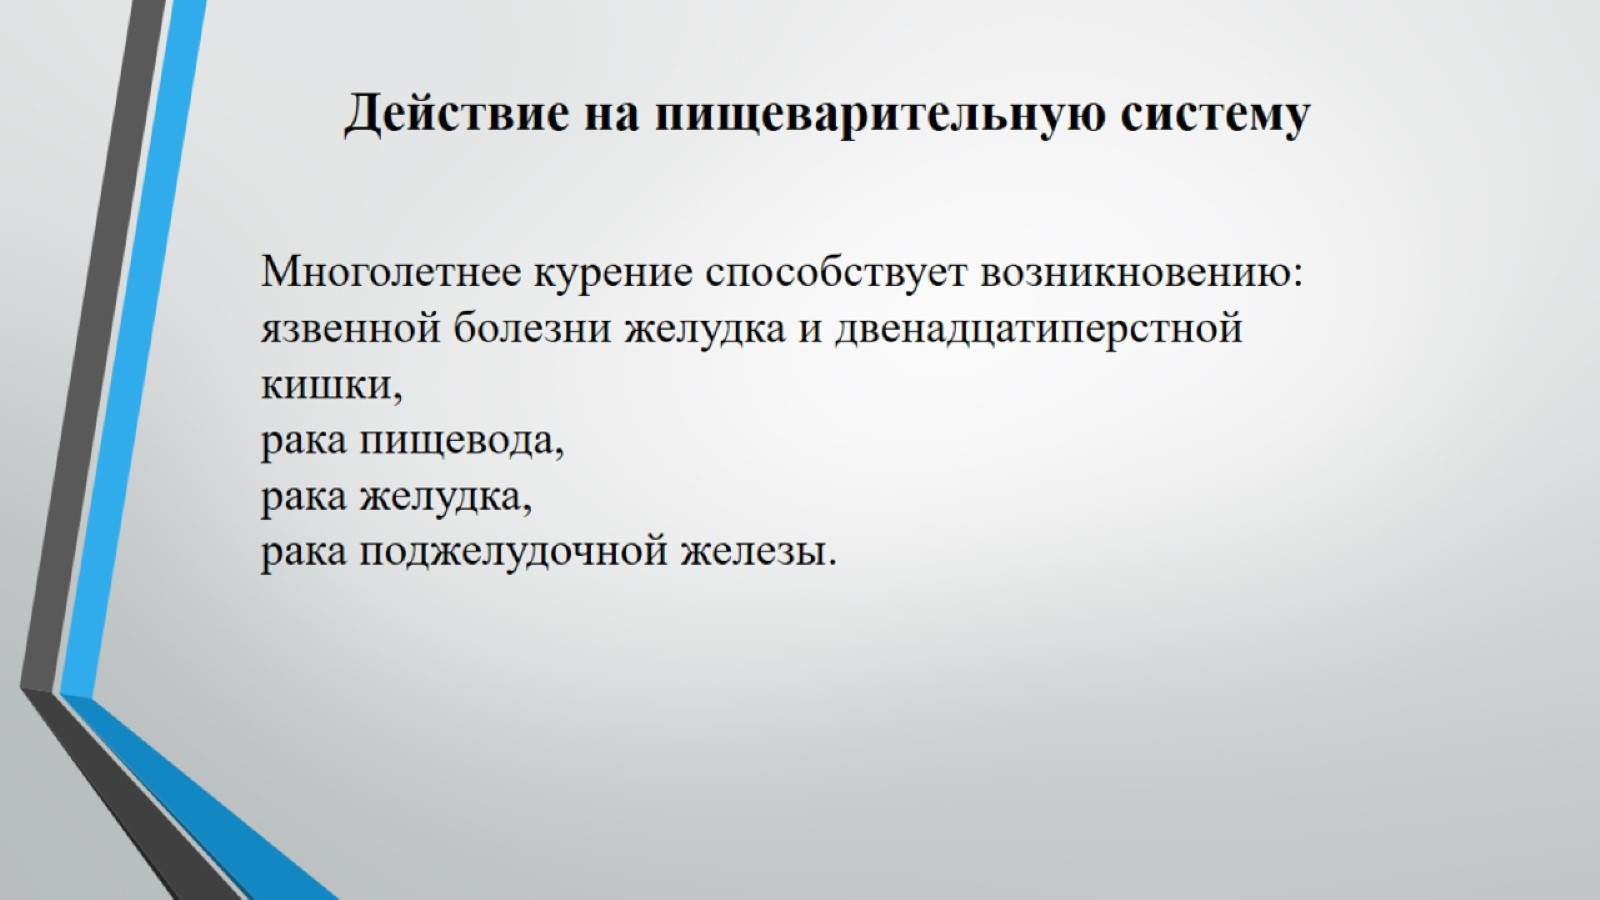 Действие на пищеварительную систему
Многолетнее курение способствует возникновению:
язвенной болезни желудка и двенадцатиперстной
кишки,
рака пищевода,
рака желудка,
рака поджелудочной железы.